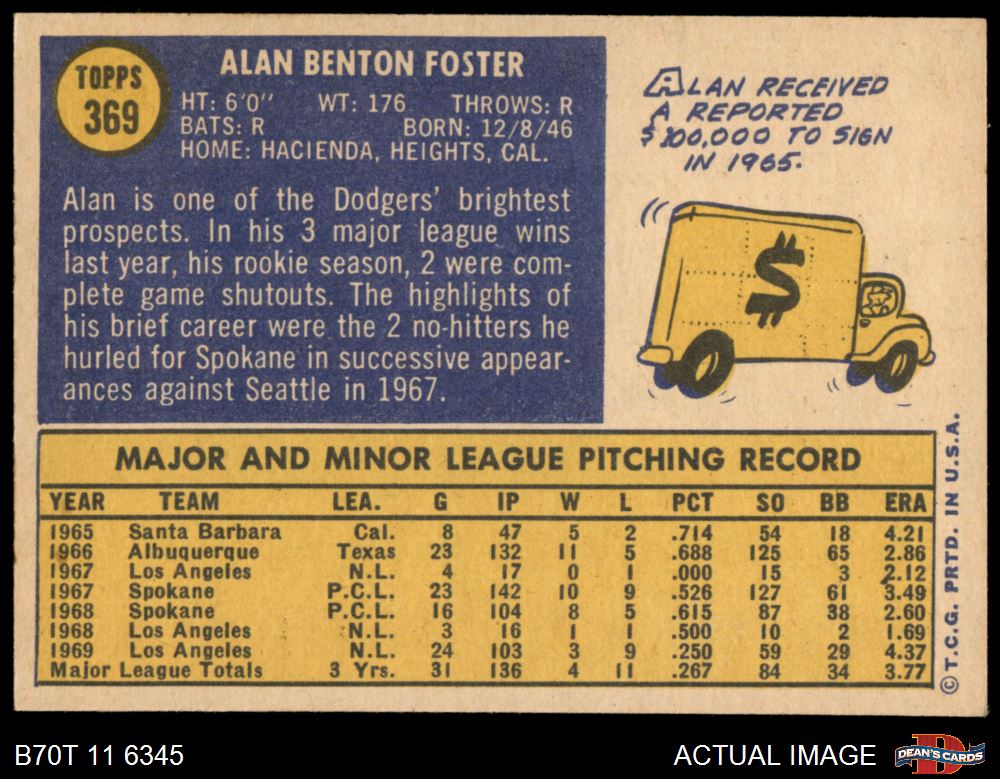 TOPPS
369
ALAN BENTON FOSTER
HT: 6'0" WT: 176 THROWS: R
BATS: R BORN: 12/8/46
HOME: HACIENDA, HEIGHTS, CAL.
Alan is one of the Dodgers' brightest
prospects. In his 3 major league wins
last year, his rookie season, 2 were com-
plete game shutouts. The highlights of
his brief career were the 2 no-hitters he
hurled for Spokane in successive appear-
ances against Seattle in 1967.
ALAN RECEIVED
A REPORTED
$100,000 TO SIGN
IN 1965.
$
MAJOR AND MINOR LEAGUE PITCHING RECORD
YEAR TEAM LEA. G IP W L PCT SO BB ERA
1965 Santa Barbara Cal. 8 47 5 2 .714 54 18 4.21
1966 Albuquerque Texas 23 132 11 5 .688 125 65 2.86
1967 Los Angeles N.L. 4 17 0 1 .000 15 3 2.12
1967 Spokane P.C.L. 23 142 10 9 .526 127 61 3.49
1968 Spokane P.C.L. 16 104 8 5 .615 87 38 2.60
1968 Los Angeles N.L. 3 16 1 1 .500 10 2 1.69
1969 Los Angeles N.L. 24 103 3 9 .250 59 29 4.37
Major League Totals 3 Yrs. 31 136 4 11 .267 84 34 3.77
© T.C.G. PRTD. IN U.S.A.
B70T 11 6345
ACTUAL IMAGE
DEAN'S CARDS